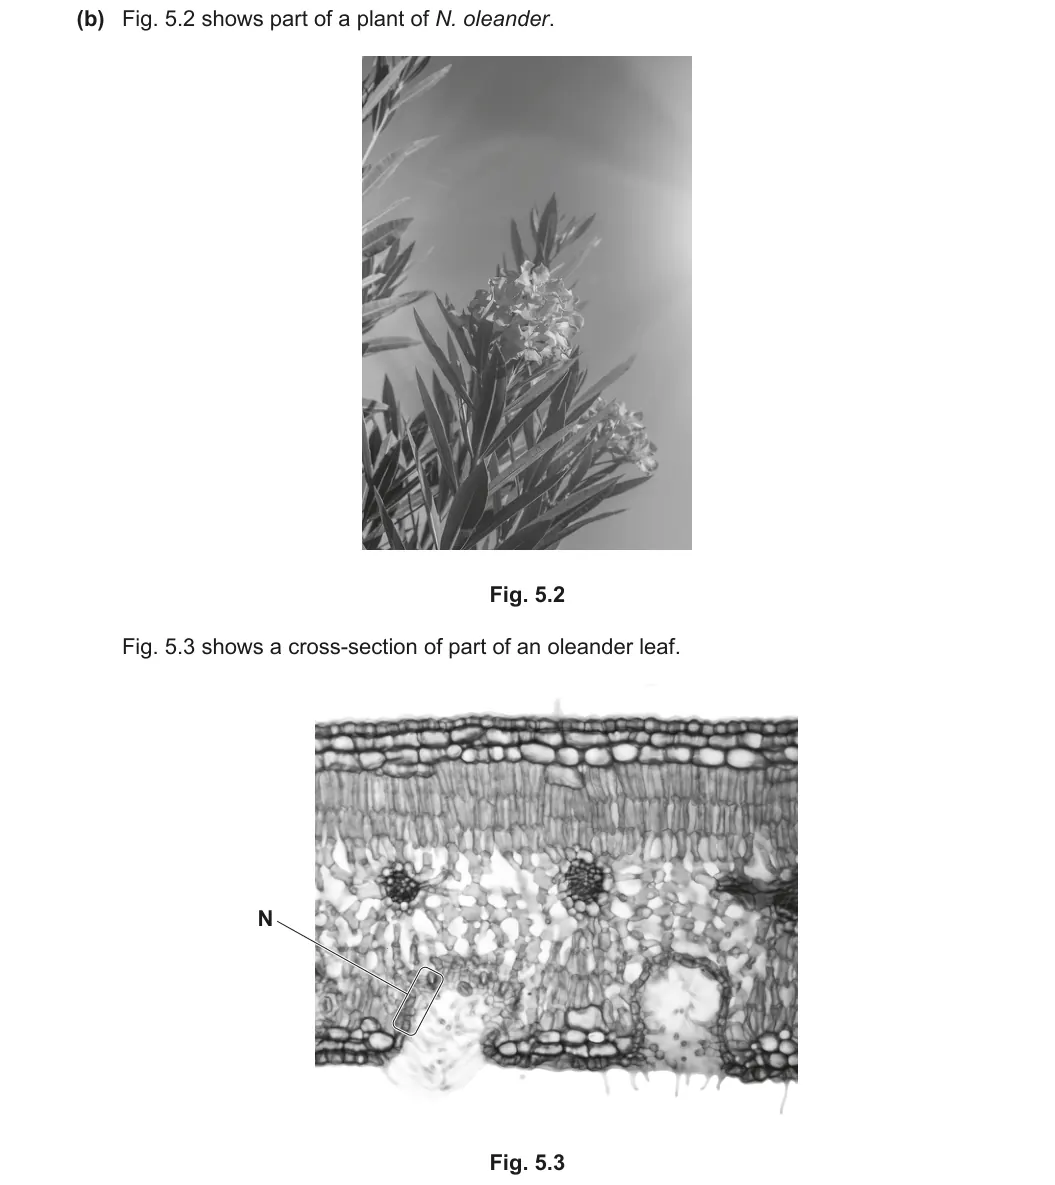 (b) Fig. 5.2 shows part of a plant of N. oleander.
Fig. 5.2
Fig. 5.3 shows a cross-section of part of an oleander leaf.
N
Fig. 5.3